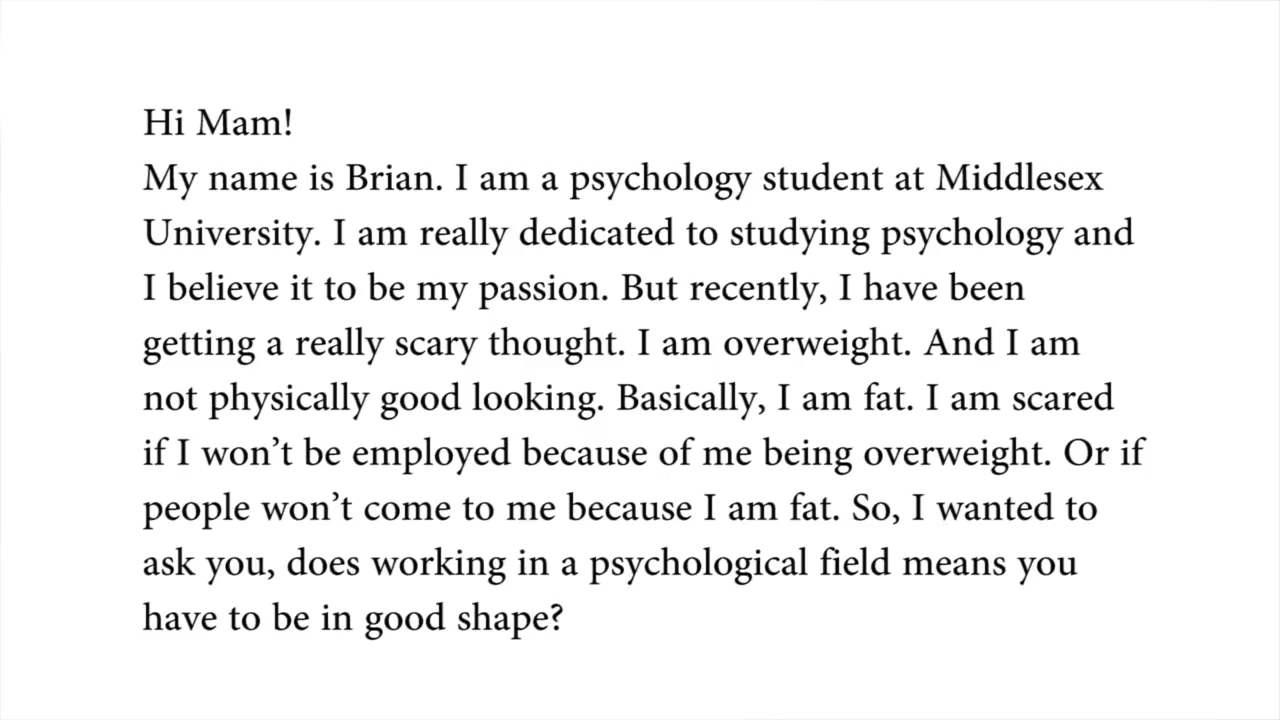 Hi Mam!
My name is Brian. I am a psychology student at Middlesex
University. I am really dedicated to studying psychology and
I believe it to be my passion. But recently, I have been
getting a really scary thought. I am overweight. And I am
not physically good looking. Basically, I am fat. I am scared
if I won’t be employed because of me being overweight. Or if
people won’t come to me because I am fat. So, I wanted to
ask you, does working in a psychological field means you
have to be in good shape?